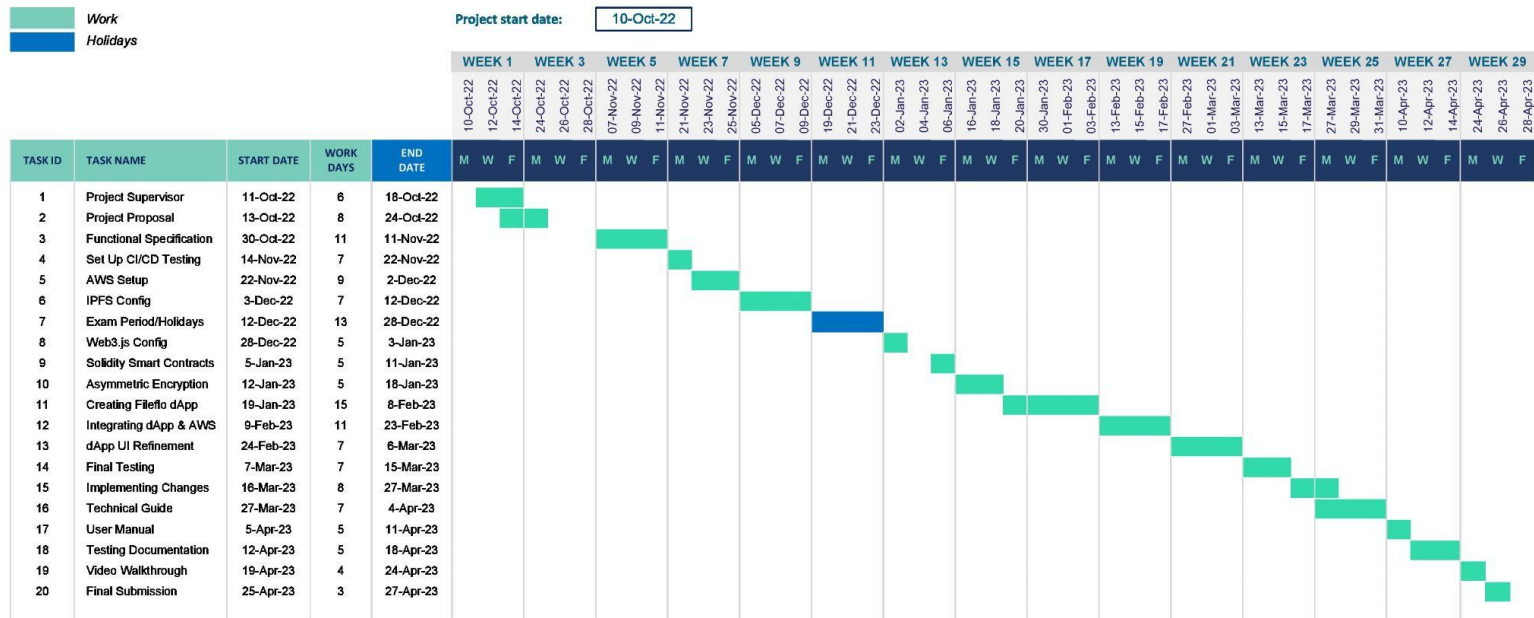 Work
Holidays
Project start date: 10-Oct-22
WEEK 1 WEEK 3 WEEK 5 WEEK 7 WEEK 9 WEEK 11 WEEK 13 WEEK 15 WEEK 17 WEEK 19 WEEK 21 WEEK 23 WEEK 25 WEEK 27 WEEK 29
10-Oct-22 12-Oct-22 14-Oct-22 24-Oct-22 26-Oct-22 28-Oct-22 07-Nov-22 09-Nov-22 11-Nov-22 21-Nov-22 23-Nov-22 25-Nov-22 05-Dec-22 07-Dec-22 09-Dec-22 19-Dec-22 21-Dec-22 23-Dec-22 02-Jan-23 04-Jan-23 06-Jan-23 16-Jan-23 18-Jan-23 20-Jan-23 30-Jan-23 01-Feb-23 03-Feb-23 13-Feb-23 15-Feb-23 17-Feb-23 27-Feb-23 01-Mar-23 03-Mar-23 13-Mar-23 15-Mar-23 17-Mar-23 27-Mar-23 29-Mar-23 31-Mar-23 10-Apr-23 12-Apr-23 14-Apr-23 24-Apr-23 26-Apr-23 28-Apr-23
TASK ID TASK NAME START DATE WORK DAYS END DATE M W F M W F M W F M W F M W F M W F M W F M W F M W F M W F M W F M W F M W F M W F M W F
1 Project Supervisor 11-Oct-22 6 18-Oct-22
2 Project Proposal 13-Oct-22 8 24-Oct-22
3 Functional Specification 30-Oct-22 11 11-Nov-22
4 Set Up CI/CD Testing 14-Nov-22 7 22-Nov-22
5 AWS Setup 22-Nov-22 9 2-Dec-22
6 IPFS Config 3-Dec-22 7 12-Dec-22
7 Exam Period/Holidays 12-Dec-22 13 28-Dec-22
8 Web3.js Config 28-Dec-22 5 3-Jan-23
9 Solidity Smart Contracts 5-Jan-23 5 11-Jan-23
10 Asymmetric Encryption 12-Jan-23 5 18-Jan-23
11 Creating Fileflo dApp 19-Jan-23 15 8-Feb-23
12 Integrating dApp & AWS 9-Feb-23 11 23-Feb-23
13 dApp UI Refinement 24-Feb-23 7 6-Mar-23
14 Final Testing 7-Mar-23 7 15-Mar-23
15 Implementing Changes 16-Mar-23 8 27-Mar-23
16 Technical Guide 27-Mar-23 7 4-Apr-23
17 User Manual 5-Apr-23 5 11-Apr-23
18 Testing Documentation 12-Apr-23 5 18-Apr-23
19 Video Walkthrough 19-Apr-23 4 24-Apr-23
20 Final Submission 25-Apr-23 3 27-Apr-23